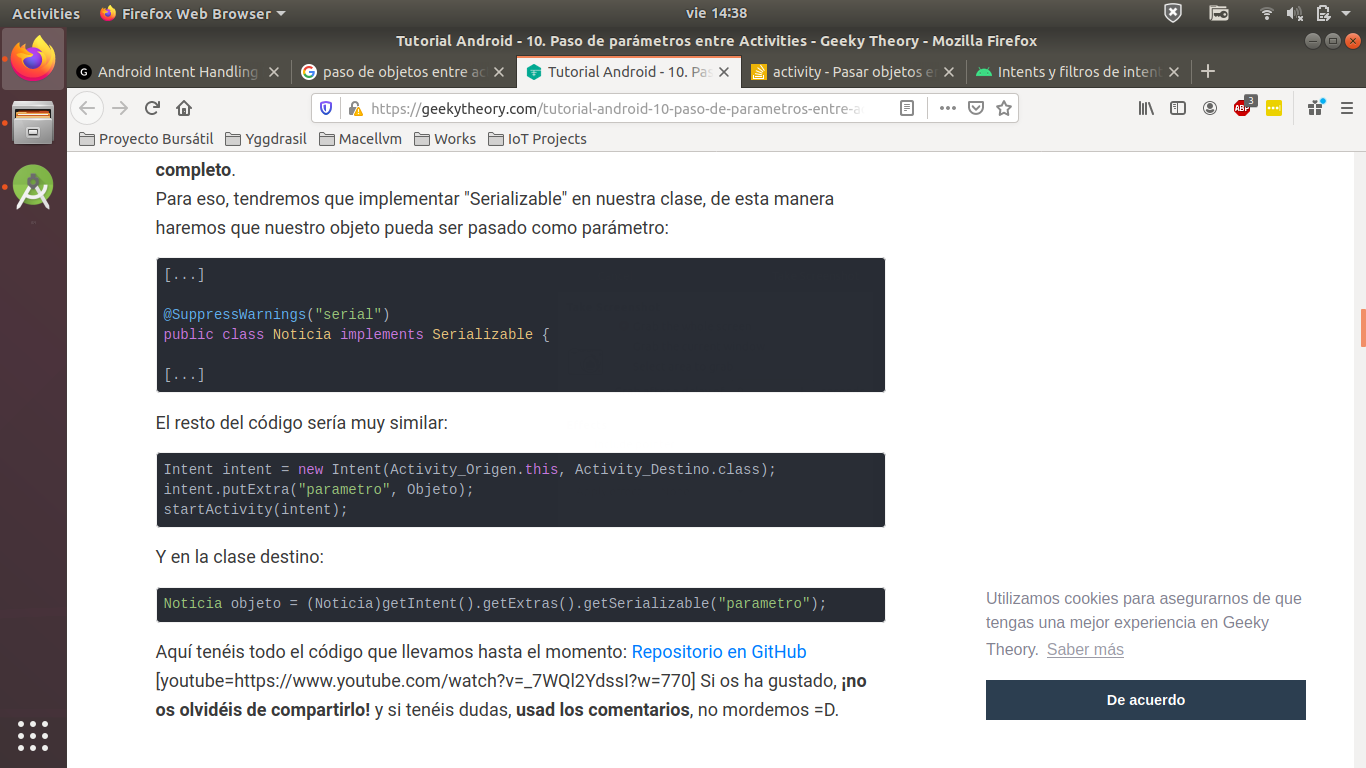 Activities
Firefox Web Browser
vie 14:38
Tutorial Android - 10. Paso de parámetros entre Activities - Geeky Theory - Mozilla Firefox
Android Intent Handling
paso de objetos entre ac
Tutorial Android - 10. Pas
activity - Pasar objetos e
Intents y filtros de intent
https://geekytheory.com/tutorial-android-10-paso-de-parametros-entre-a
ABP
3
Proyecto Bursátil
Yggdrasil
Macellvm
Works
IoT Projects
completo.
Para eso, tendremos que implementar "Serializable" en nuestra clase, de esta manera
haremos que nuestro objeto pueda ser pasado como parámetro:
[...]
@SuppressWarnings("serial")
public class Noticia implements Serializable {
[...]
El resto del código sería muy similar:
Intent intent = new Intent(Activity_Origen.this, Activity_Destino.class);
intent.putExtra("parametro", Objeto);
startActivity(intent);
Y en la clase destino:
Noticia objeto = (Noticia)getIntent().getExtras().getSerializable("parametro");
Aquí tenéis todo el código que llevamos hasta el momento: Repositorio en GitHub
[youtube=https://www.youtube.com/watch?v=_7WQl2YdssI?w=770] Si os ha gustado, ¡no
os olvidéis de compartirlo! y si tenéis dudas, usad los comentarios, no mordemos =D.
Utilizamos cookies para asegurarnos de que
tengas una mejor experiencia en Geeky
Theory. Saber más
De acuerdo